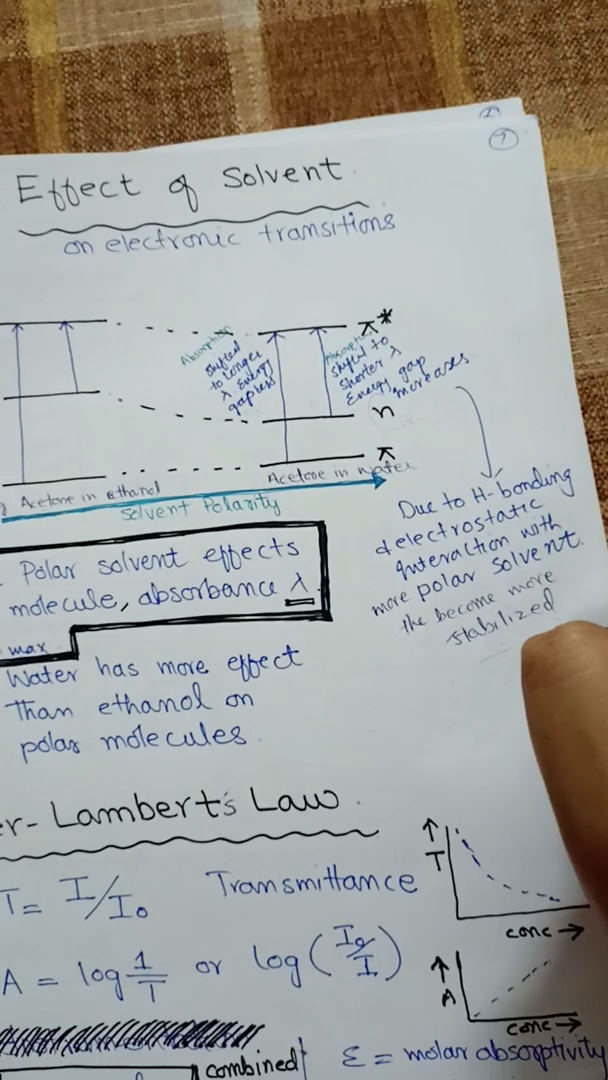 7
Effect of Solvent
on electronic transitions
Absorption
Shifted
to longer
λ Energy
gap less
Absorption
Shifted to
Shorter λ
Energy gap
increases
π*
n
π
Acetone in ethanol
Acetone in water
Solvent Polarity
Due to H-bonding
& electrostatic
interaction with
more polar solvent.
the become more
stabilized
Polar solvent effects
molecule, absorbance λ
max
Water has more effect
Than ethanol on
polar molecules.
er-Lambert's Law.
T = I/I₀ Transmittance
A = log 1/T or log(I₀/I)
↑
T
conc →
↑
A
conc →
combined
ε = molar absorptivity